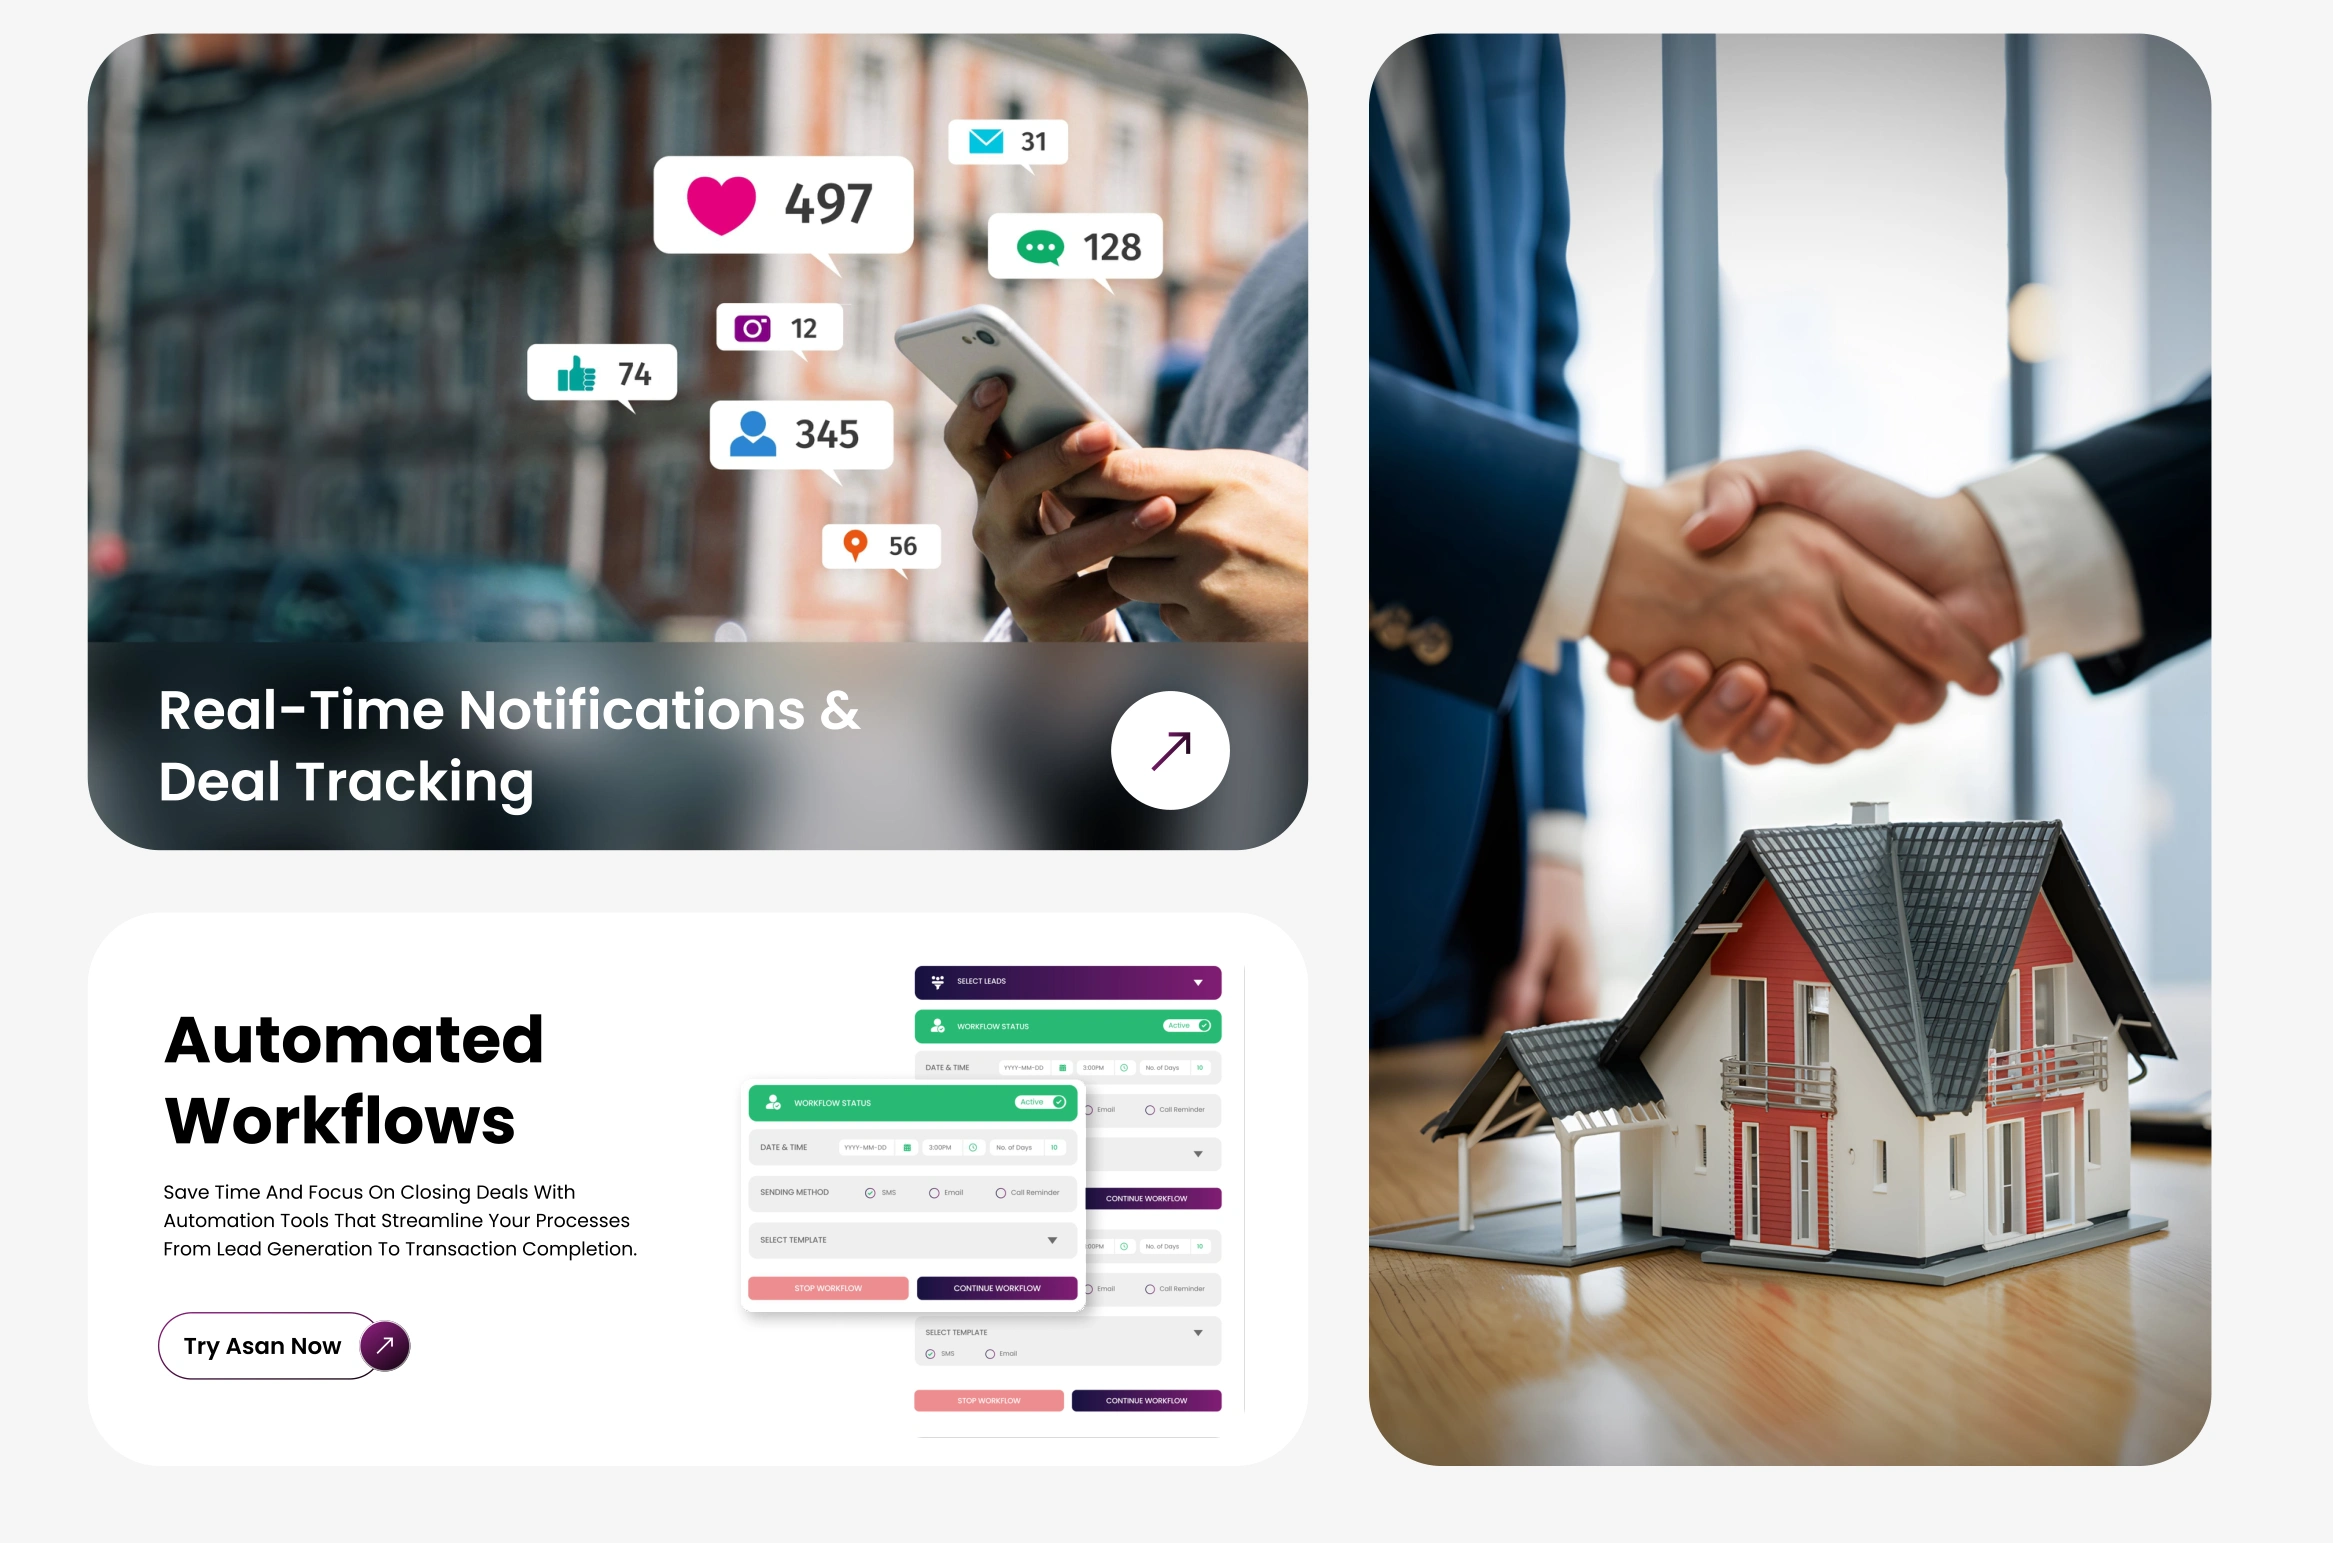 31
497
128
12
74
345
56
Real-Time Notifications &
Deal Tracking
Automated
Workflows
Save Time And Focus On Closing Deals With
Automation Tools That Streamline Your Processes
From Lead Generation To Transaction Completion.
Try Asan Now
SELECT LEADS
WORKFLOW STATUS Active
DATE & TIME YYYY-MM-DD 3:00PM No. of Days 10
Email Call Reminder
WORKFLOW STATUS Active
DATE & TIME YYYY-MM-DD 3:00PM No. of Days 10
SENDING METHOD SMS Email Call Reminder
SELECT TEMPLATE
STOP WORKFLOW CONTINUE WORKFLOW
CONTINUE WORKFLOW
:00PM No. of Days 10
Email Call Reminder
SELECT TEMPLATE
SMS Email
STOP WORKFLOW CONTINUE WORKFLOW